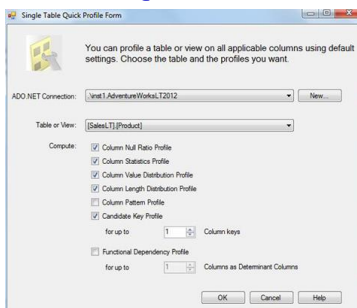 Single Table Quick Profile Form
You can profile a table or view on all applicable columns using default
settings. Choose the table and the profiles you want.
ADO.NET Connection: .\inst1.AdventureWorksLT2012 New...
Table or View: [SalesLT].[Product]
Compute:
Column Null Ratio Profile
Column Statistics Profile
Column Value Distribution Profile
Column Length Distribution Profile
Column Pattern Profile
Candidate Key Profile
for up to 1 Column keys
Functional Dependency Profile
for up to 1 Columns as Determinant Columns
OK Cancel Help